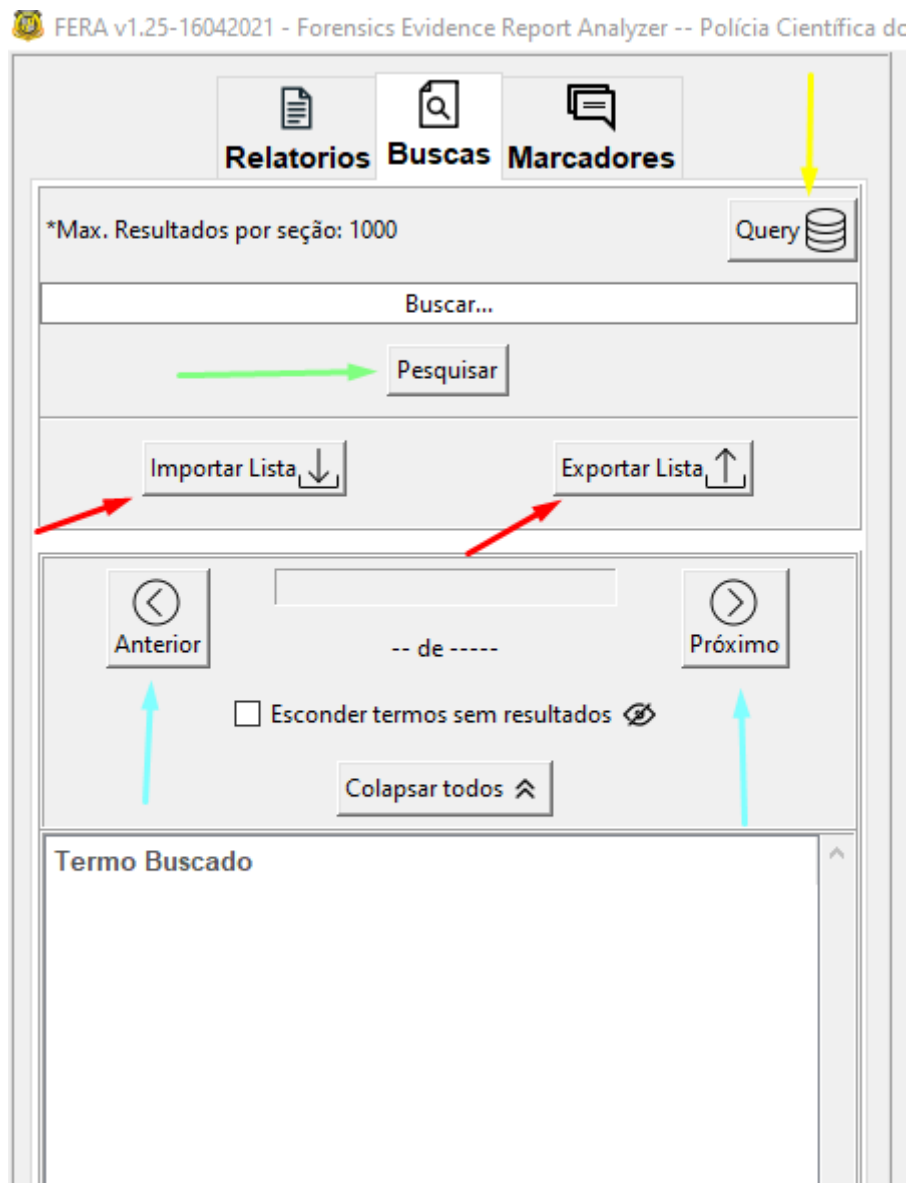 FERA v1.25-16042021 - Forensics Evidence Report Analyzer -- Polícia Científica do
Relatorios Buscas Marcadores
*Max. Resultados por seção: 1000
Query
Buscar...
Pesquisar
Importar Lista
Exportar Lista
Anterior
-- de -----
Próximo
Esconder termos sem resultados
Colapsar todos
Termo Buscado